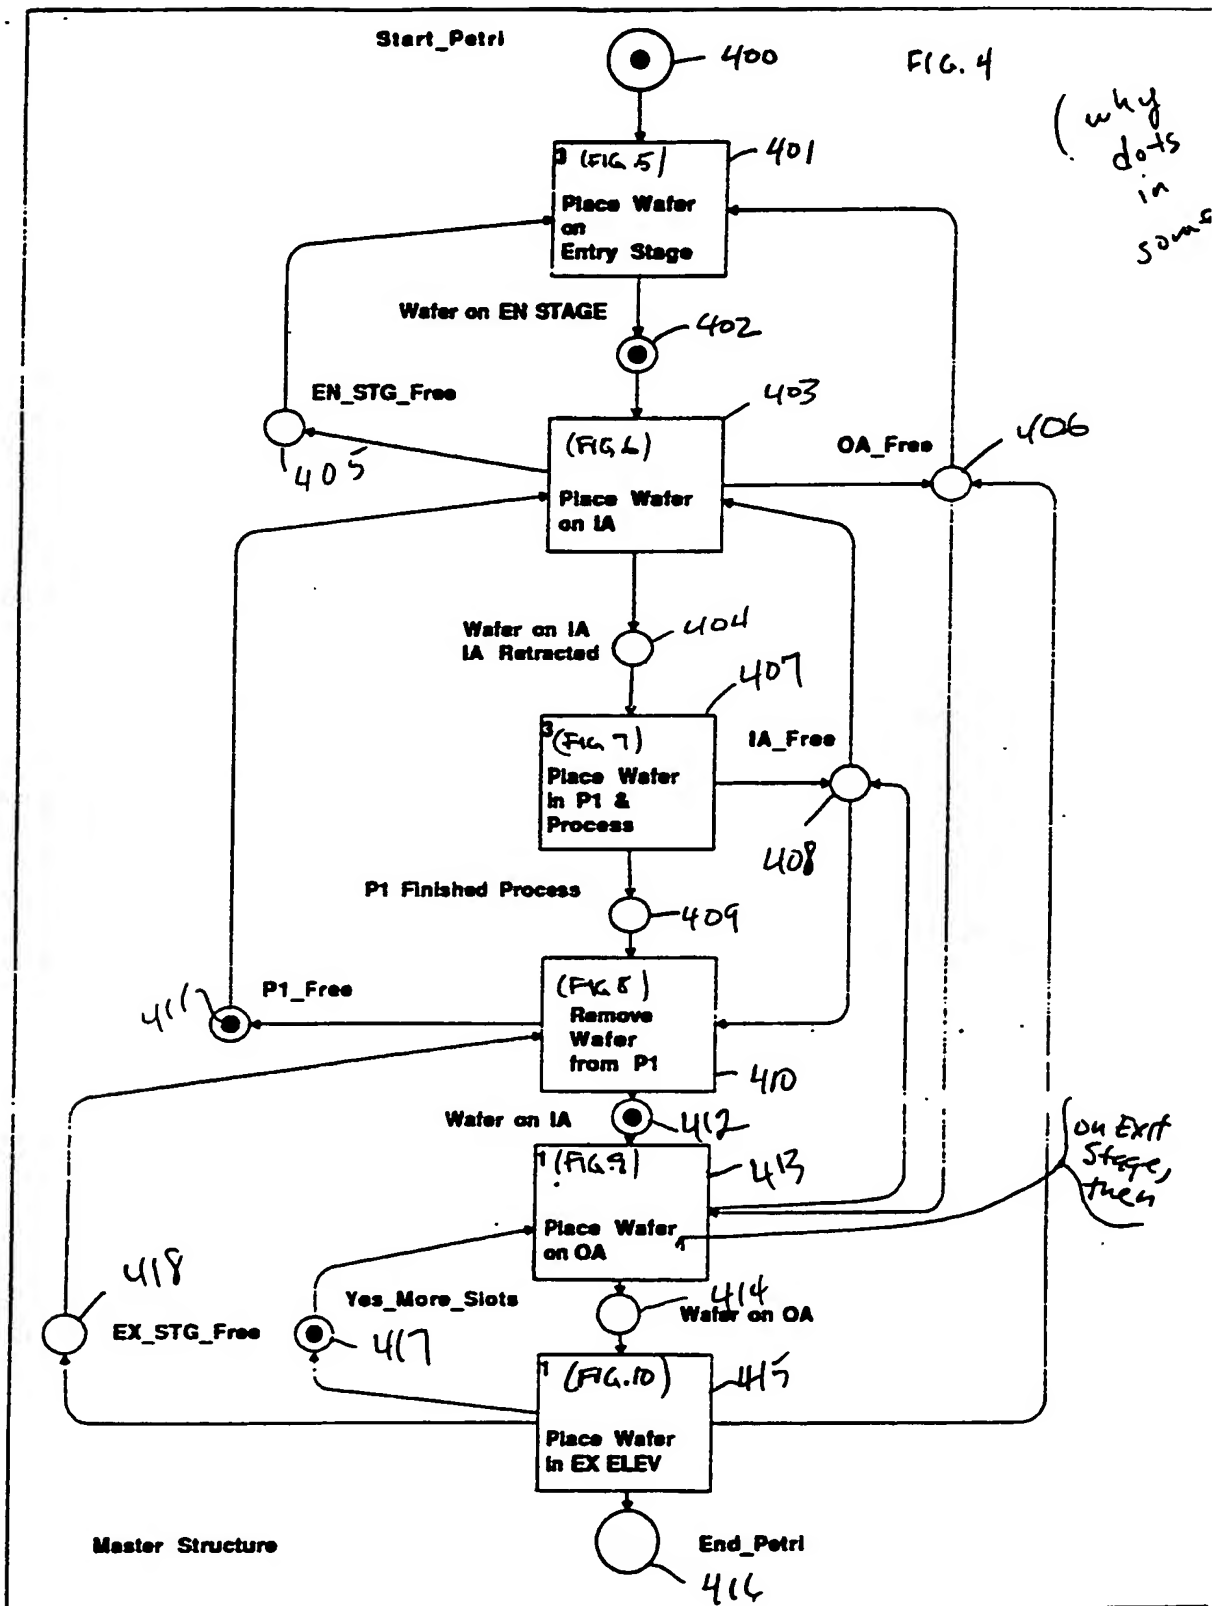 Start_Petri
400
FIG. 4
( why
dots
in
some
401
3 (FIG. 5)
Place Wafer
on
Entry Stage
Wafer on EN STAGE
402
EN_STG_Free
403
405
(FIG. 6)
OA_Free
406
Place Wafer
on IA
Wafer on IA
IA Retracted
404
407
3 (FIG. 7)
IA_Free
Place Wafer
in P1 &
Process
408
P1 Finished Process
409
P1_Free
411
(FIG. 8)
Remove
Wafer
from P1
410
Wafer on IA
412
on Exit
Stage,
then
1 (FIG. 9)
413
Place Wafer
on OA
418
Yes_More_Slots
414
Wafer on OA
EX_STG_Free
417
1 (FIG. 10)
415
Place Wafer
in EX ELEV
Master Structure
End_Petri
416